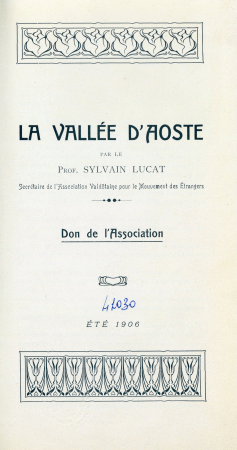 LA VALLÉE D'AOSTE
PAR LE
PROF. SYLVAIN LUCAT
Secrétaire de l'Association Valdôtaine pour le Mouvement des Étrangers
Don de l'Association
41030
ÉTÉ 1906